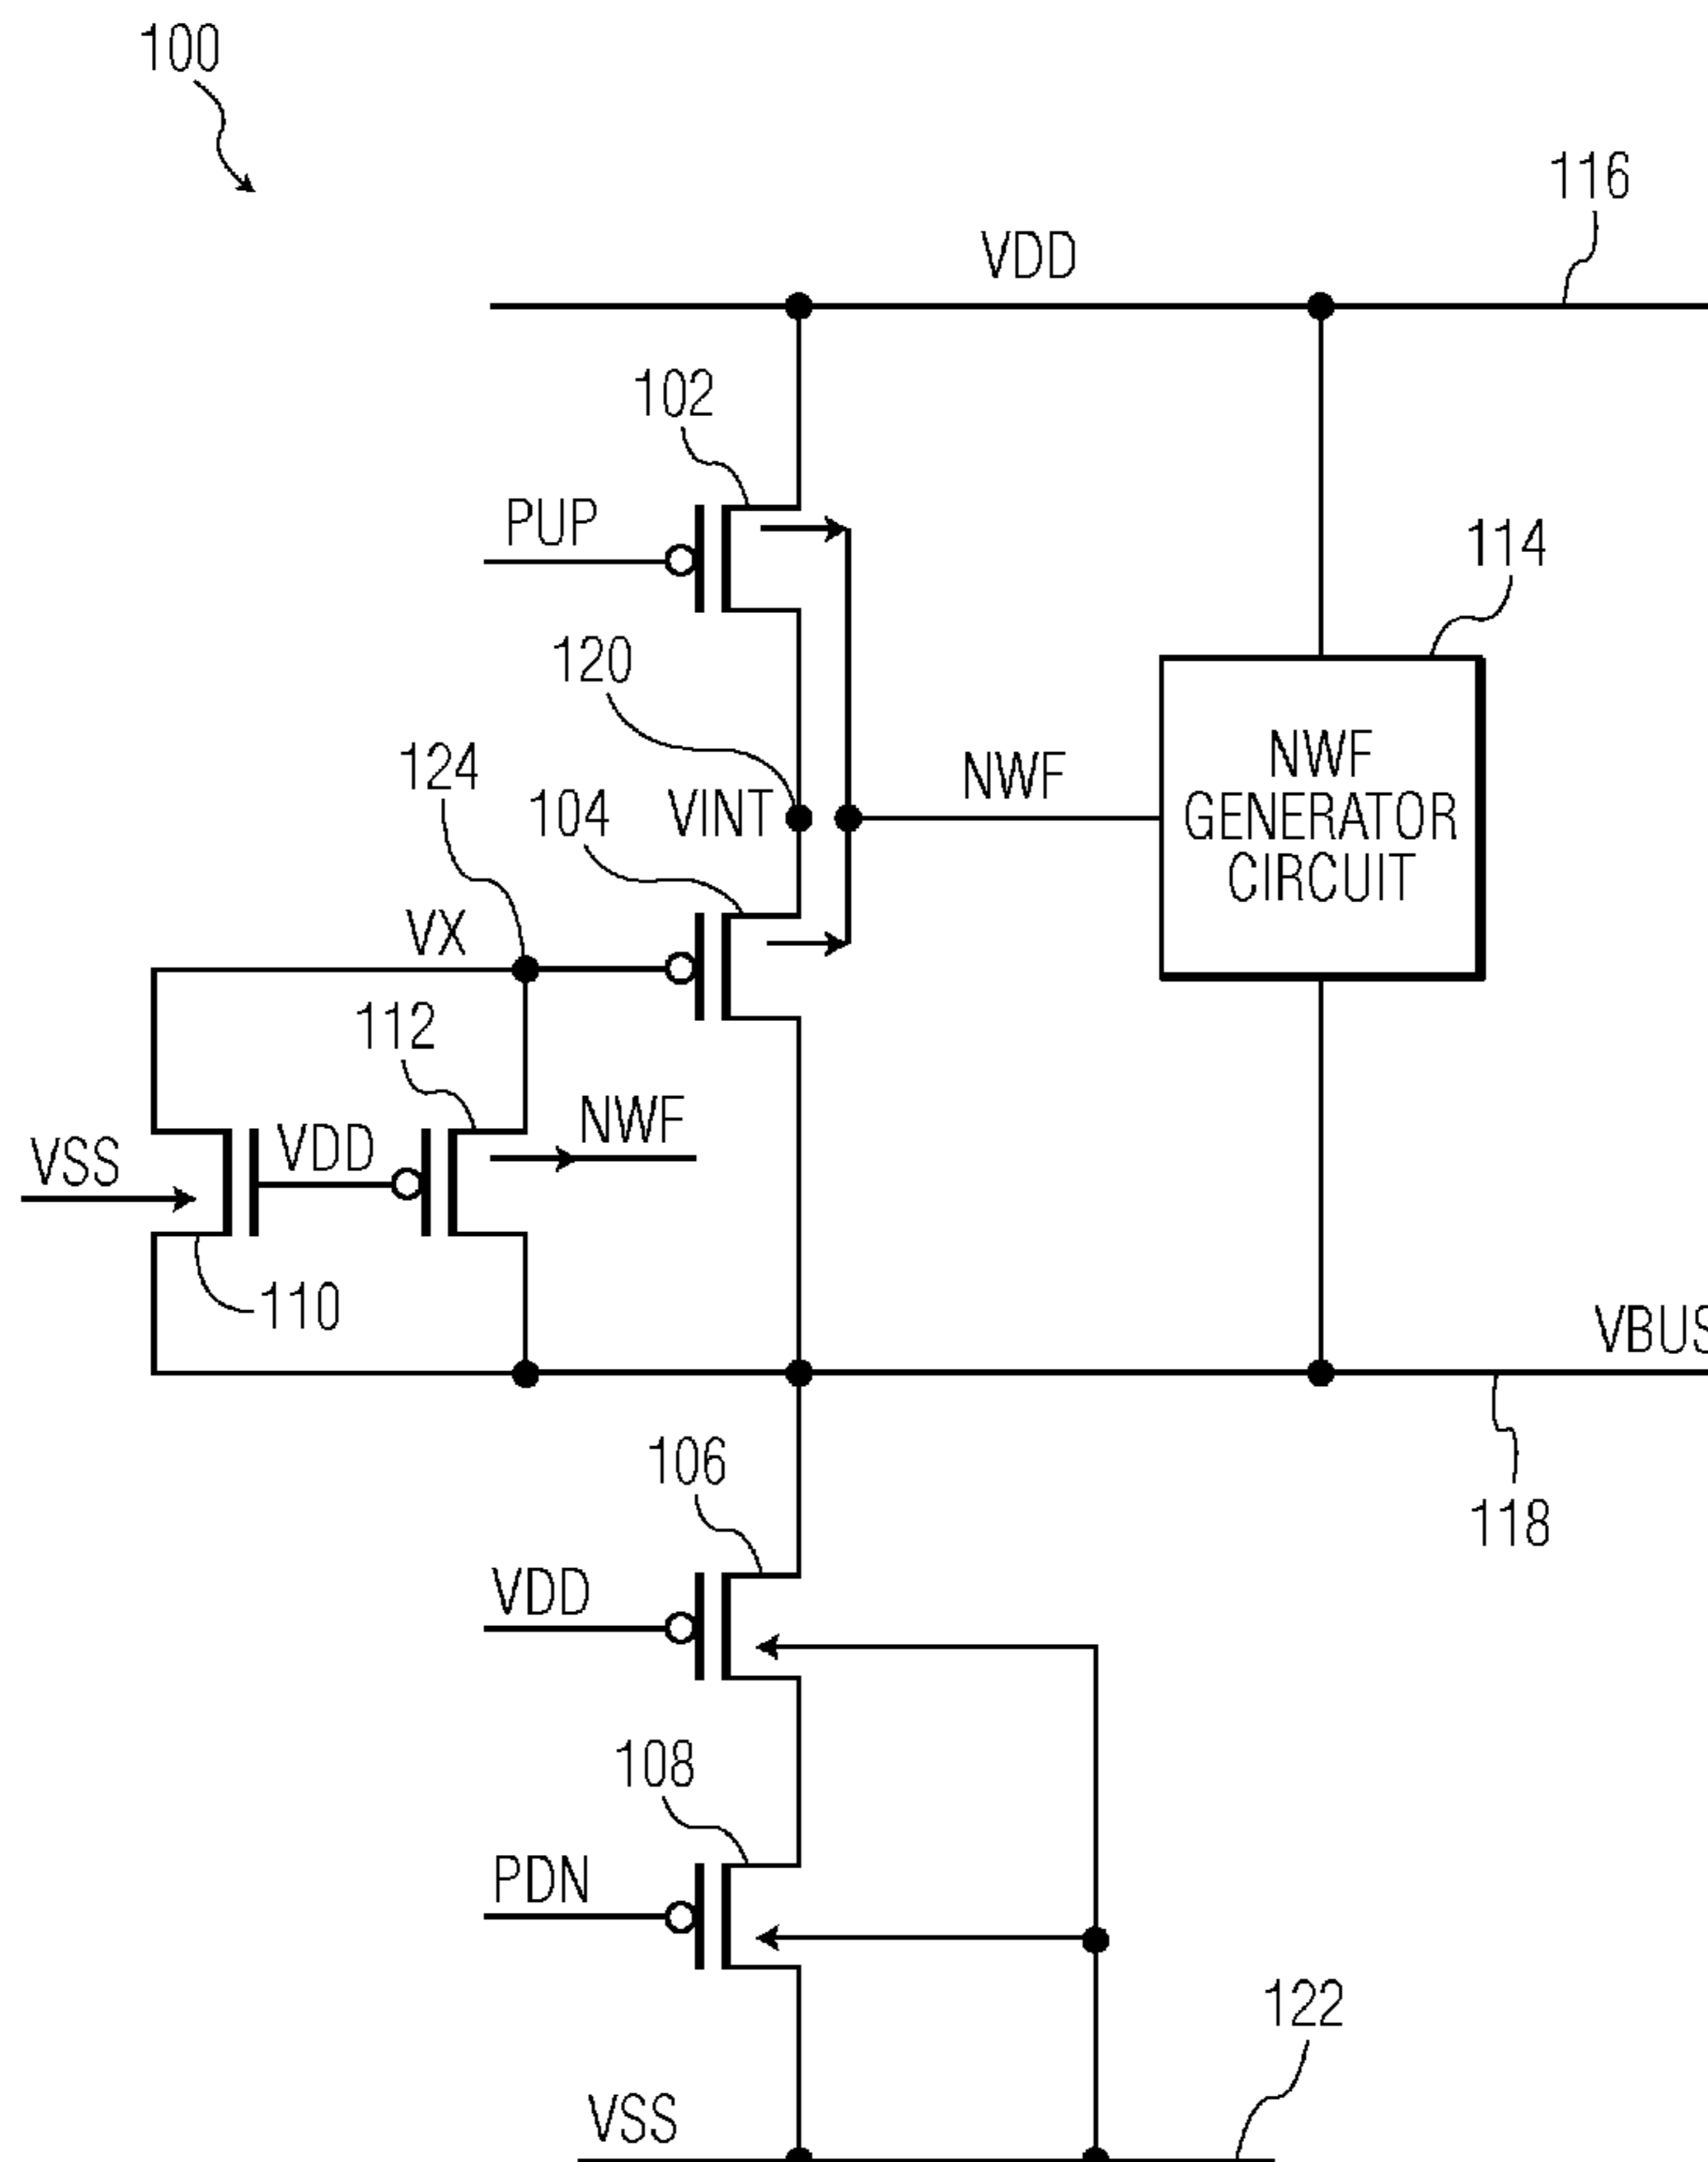 100
116
VDD
102
PUP
114
120
124
104
VINT
NWF
NWF
GENERATOR
CIRCUIT
VX
112
NWF
VSS
VDD
110
VBUS
106
118
VDD
108
PDN
122
VSS